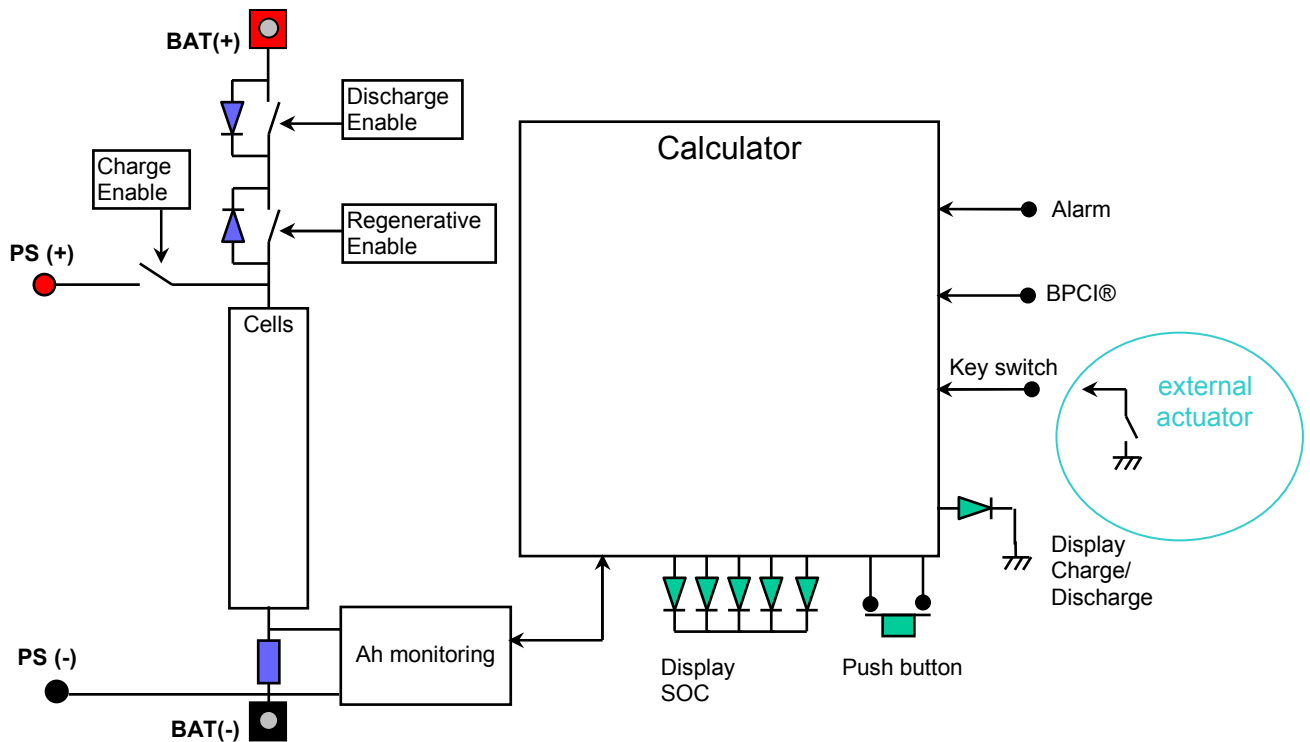 BAT(+)
Discharge
Enable
Charge
Enable
Regenerative
Enable
PS (+)
Cells
Calculator
Alarm
BPCI®
Key switch
external
actuator
Display
Charge/
Discharge
Ah monitoring
PS (-)
BAT(-)
Display
SOC
Push button